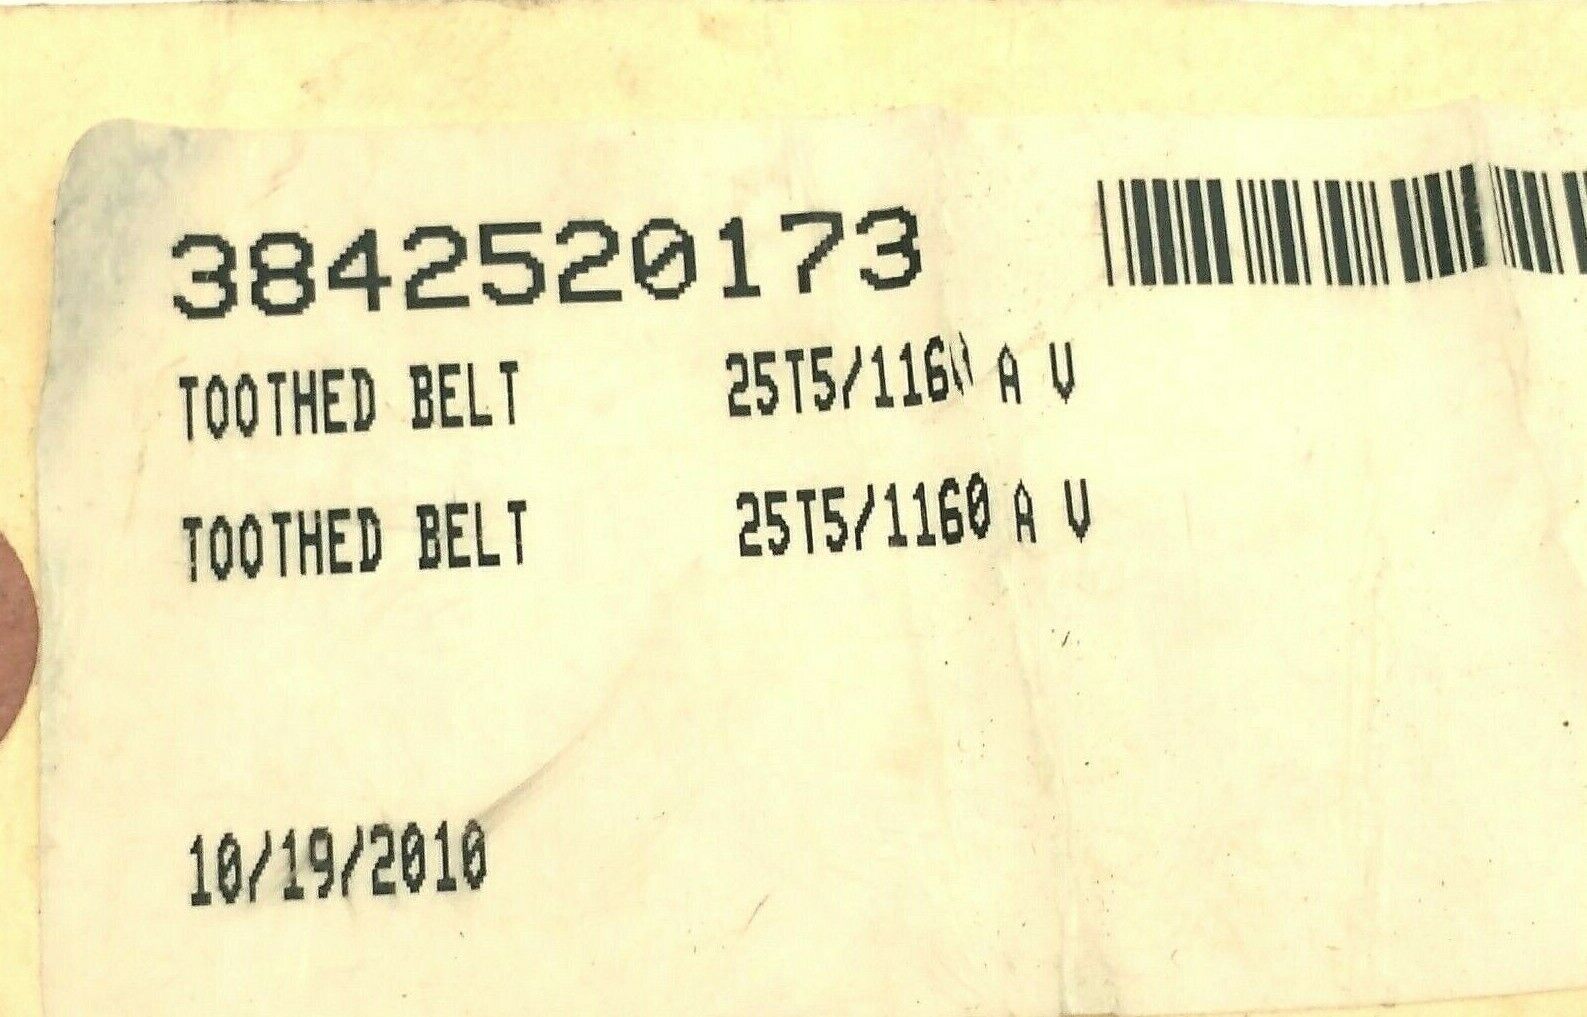 3842520173
TOOTHED BELT 25T5/1160 A V
TOOTHED BELT 25T5/1160 A V
10/19/2010